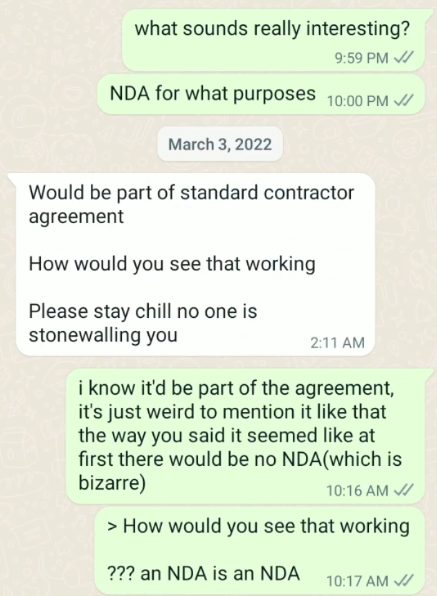 what sounds really interesting?
9:59 PM
NDA for what purposes 10:00 PM
March 3, 2022
Would be part of standard contractor
agreement
How would you see that working
Please stay chill no one is
stonewalling you
2:11 AM
i know it'd be part of the agreement,
it's just weird to mention it like that
the way you said it seemed like at
first there would be no NDA(which is
bizarre)
10:16 AM
> How would you see that working
??? an NDA is an NDA 10:17 AM